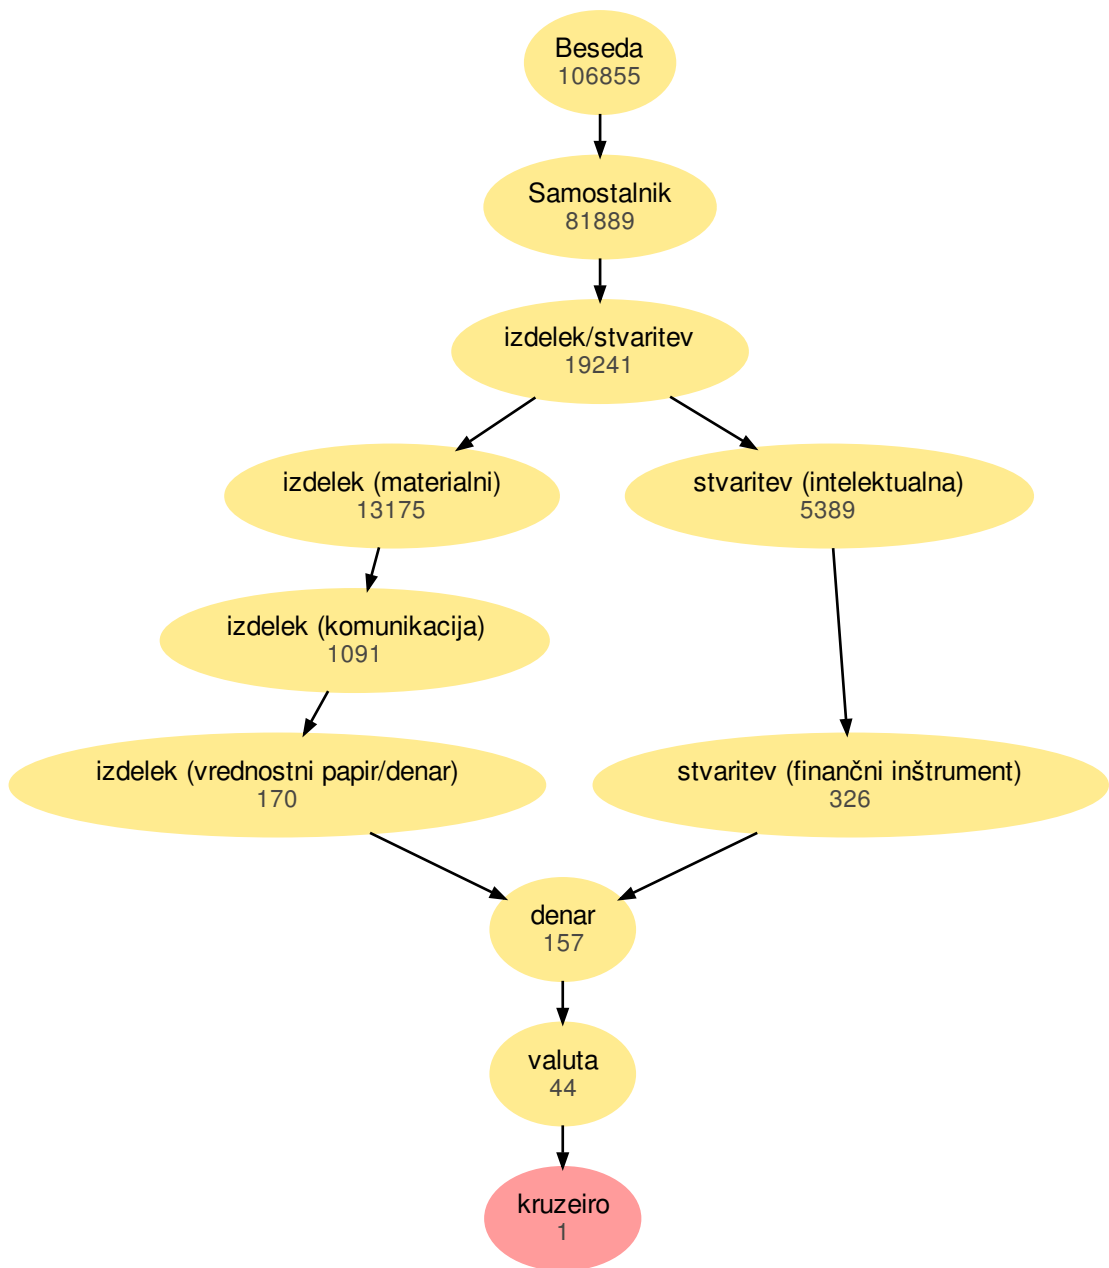 Beseda
106855
Samostalnik
81889
izdelek/stvaritev
19241
izdelek (materialni)
13175
stvaritev (intelektualna)
5389
izdelek (komunikacija)
1091
izdelek (vrednostni papir/denar)
170
stvaritev (finančni inštrument)
326
denar
157
valuta
44
kruzeiro
1